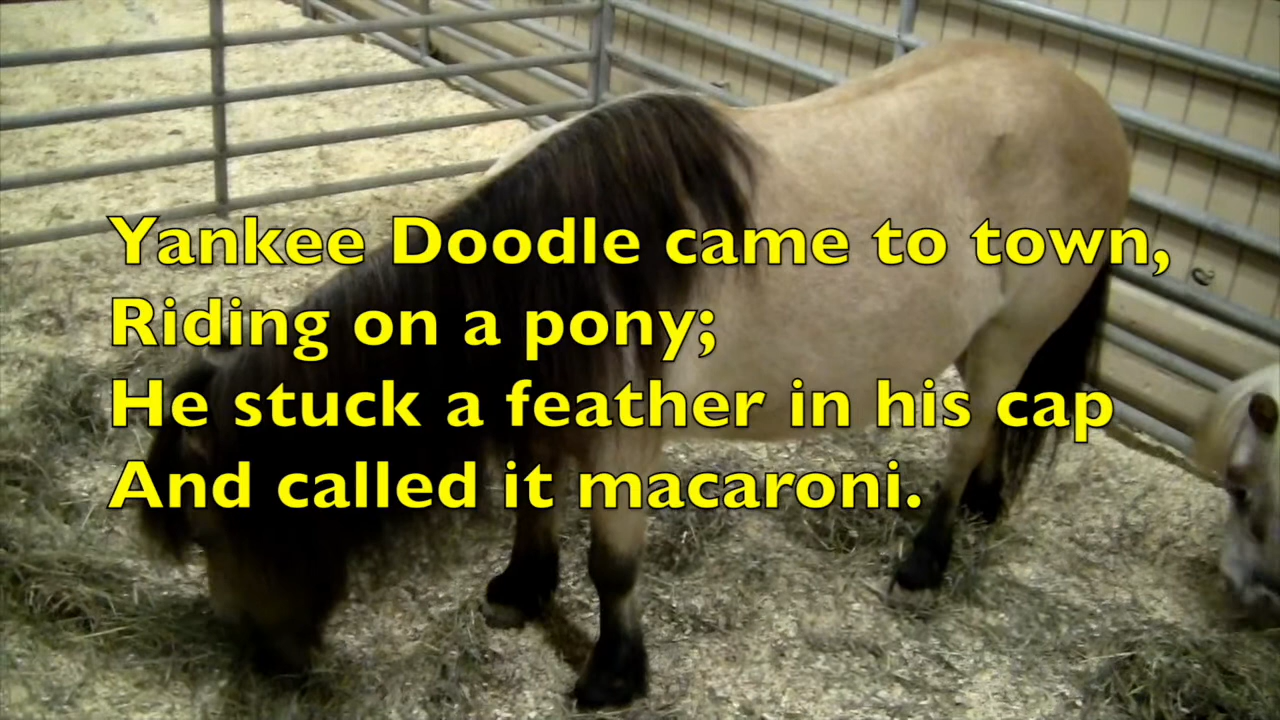 Yankee Doodle came to town,
Riding on a pony;
He stuck a feather in his cap
And called it macaroni.